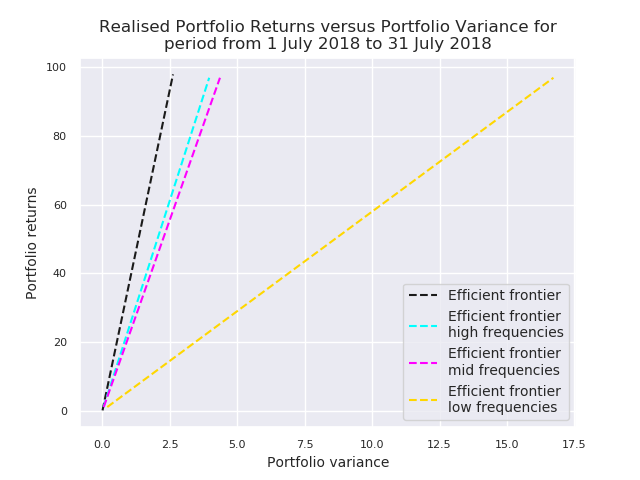 Realised Portfolio Returns versus Portfolio Variance for
period from 1 July 2018 to 31 July 2018
Portfolio returns
100
80
60
40
20
0
Efficient frontier
Efficient frontier
high frequencies
Efficient frontier
mid frequencies
Efficient frontier
low frequencies
0.0 2.5 5.0 7.5 10.0 12.5 15.0 17.5
Portfolio variance